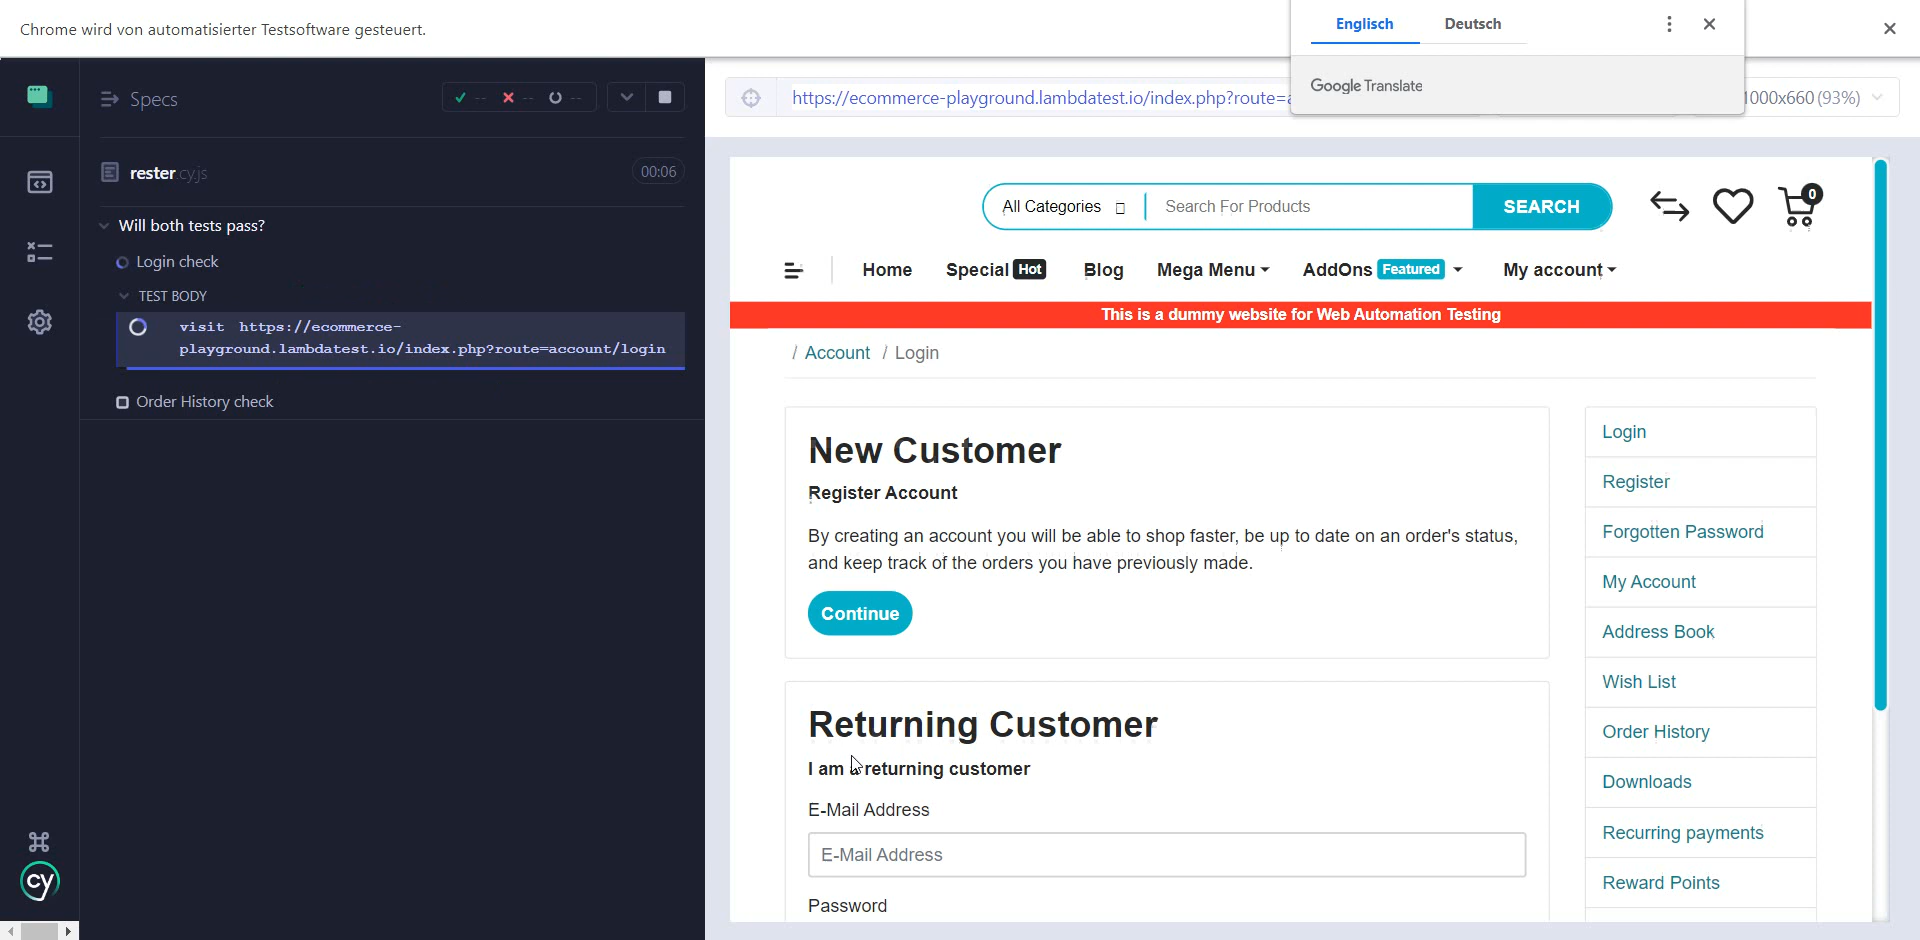 Chrome wird von automatisierter Testsoftware gesteuert.
Englisch Deutsch
Google Translate
Specs
-- -- --
https://ecommerce-playground.lambdatest.io/index.php?route=
1000x660 (93%)
rester.cy.js 00:06
Will both tests pass?
Login check
TEST BODY
visit https://ecommerce-
playground.lambdatest.io/index.php?route=account/login
Order History check
cy
All Categories Search For Products SEARCH 0
Home Special Hot Blog Mega Menu AddOns Featured My account
This is a dummy website for Web Automation Testing
/ Account / Login
New Customer
Register Account
By creating an account you will be able to shop faster, be up to date on an order's status,
and keep track of the orders you have previously made.
Continue
Returning Customer
I am a returning customer
E-Mail Address
E-Mail Address
Password
Login
Register
Forgotten Password
My Account
Address Book
Wish List
Order History
Downloads
Recurring payments
Reward Points